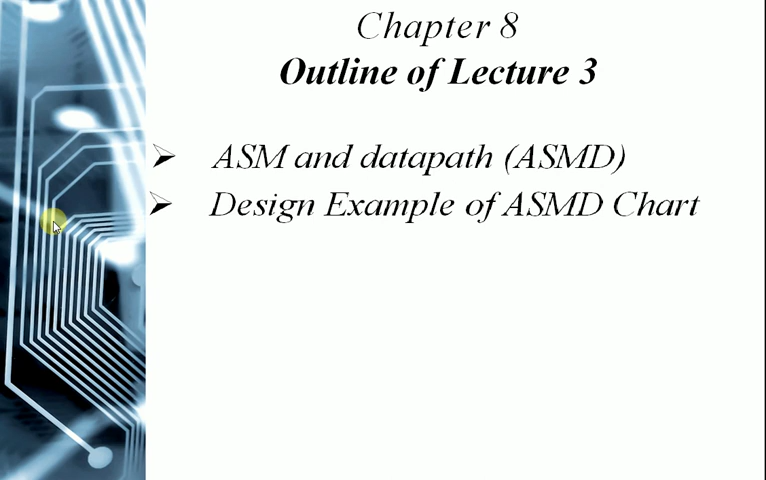 Chapter 8
Outline of Lecture 3
ASM and datapath (ASMD)
Design Example of ASMD Chart